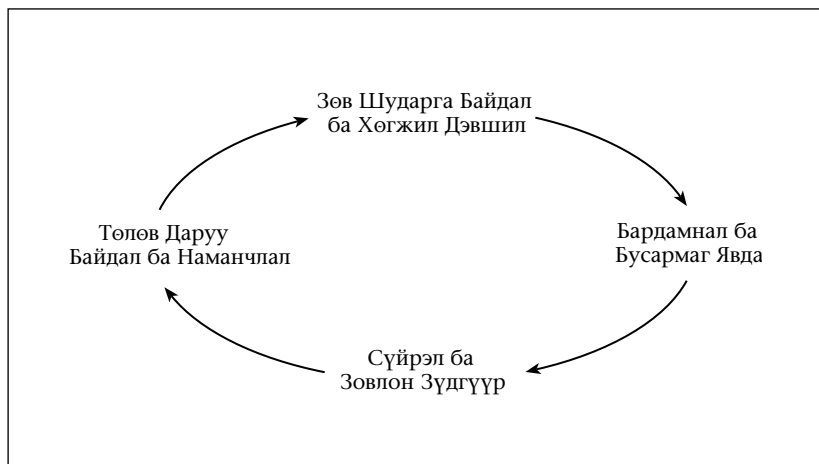 Зөв Шударга Байдал
ба Хөгжил Дэвшил
Бардамнал ба
Бусармаг Явдал
Сүйрэл ба
Зовлон Зүдгүүр
Төлөв Даруу
Байдал ба Наманчлал